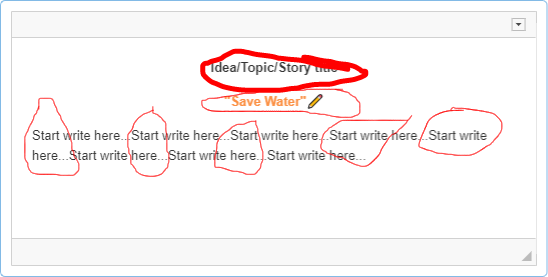 Idea/Topic/Story title
"Save Water"
Start write here...Start write here...Start write here...Start write here...Start write
here...Start write here...Start write here...Start write here...